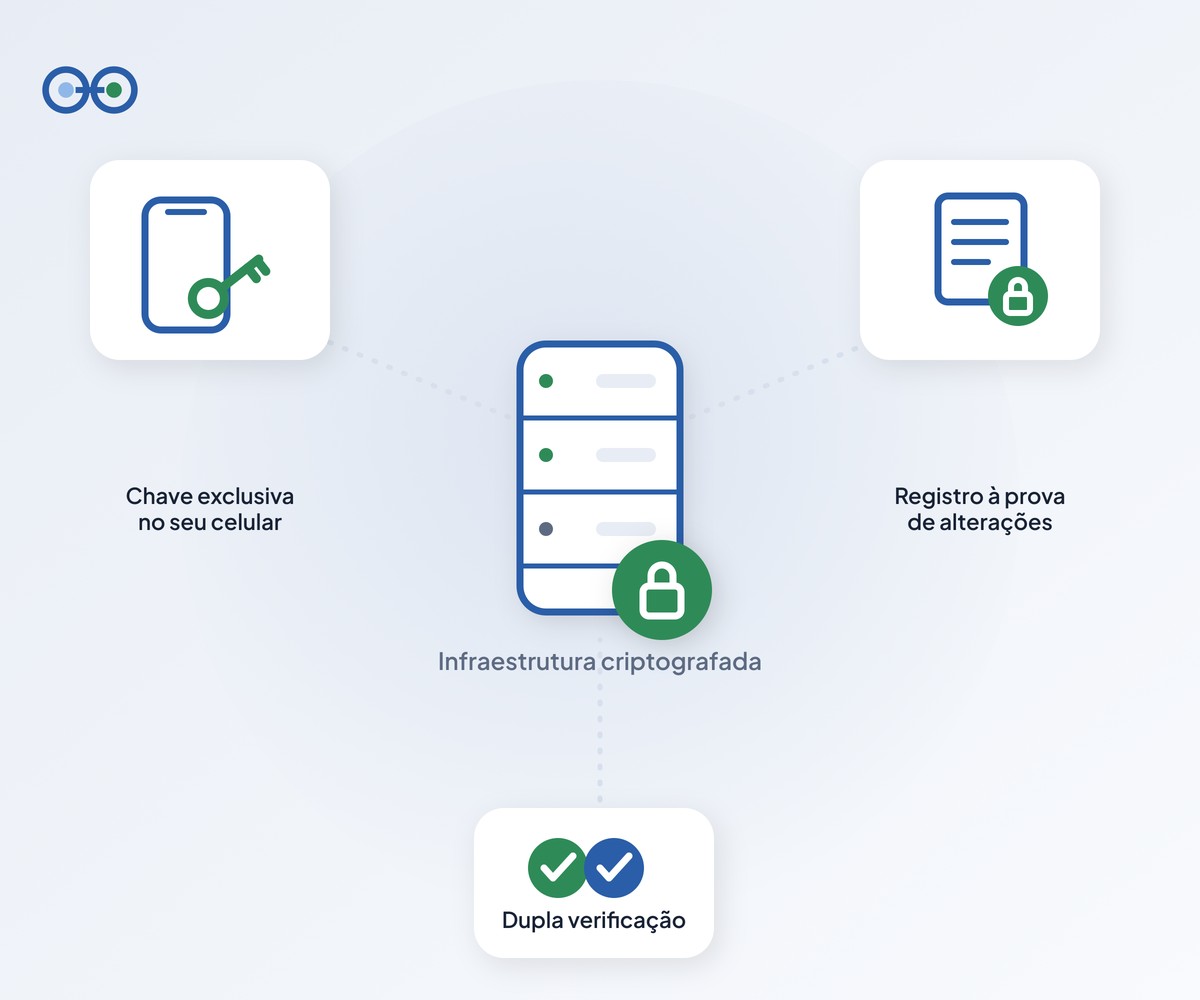 Chave exclusiva
no seu celular
Registro à prova
de alterações
Infraestrutura criptografada
Dupla verificação